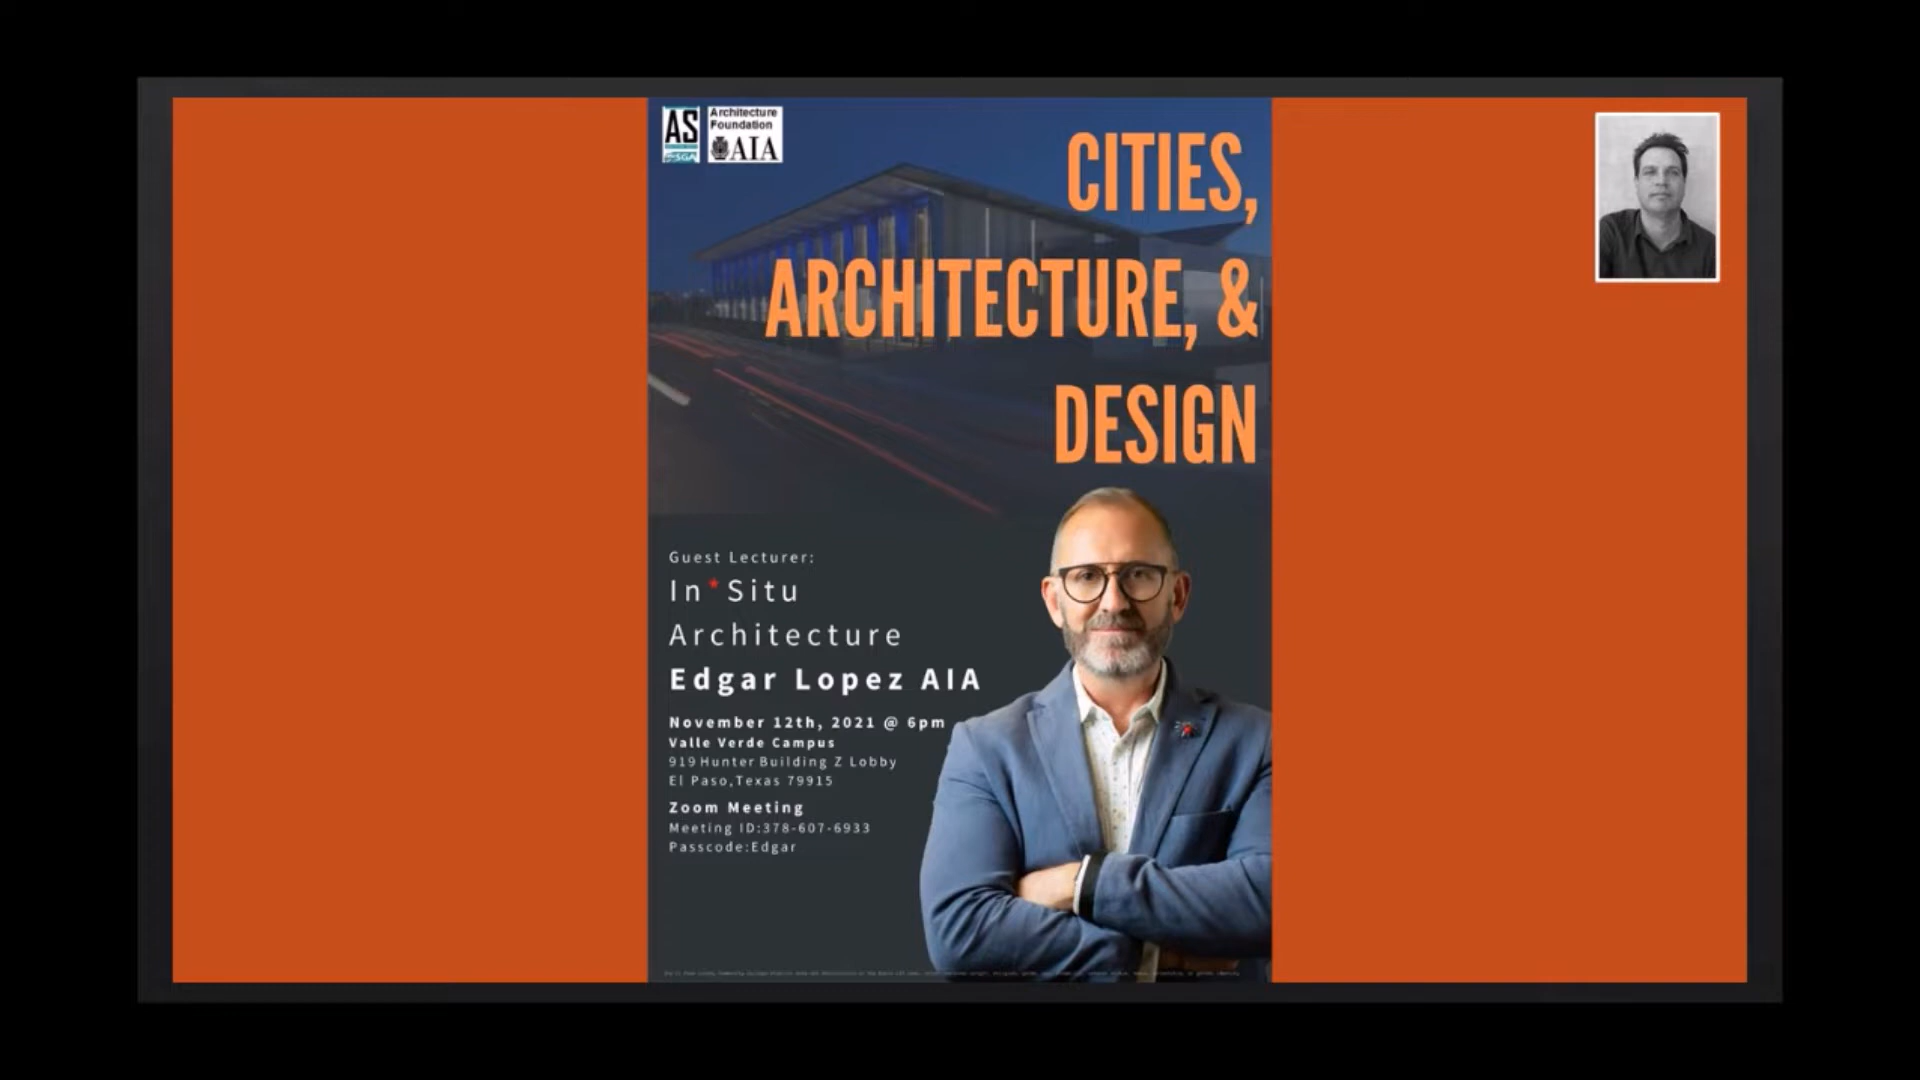 AS
SGA
Architecture
Foundation
AIA
CITIES,
ARCHITECTURE, &
DESIGN
Guest Lecturer:
In*Situ
Architecture
Edgar Lopez AIA
November 12th, 2021 @ 6pm
Valle Verde Campus
919 Hunter Building Z Lobby
El Paso,Texas 79915
Zoom Meeting
Meeting ID:378-607-6933
Passcode:Edgar